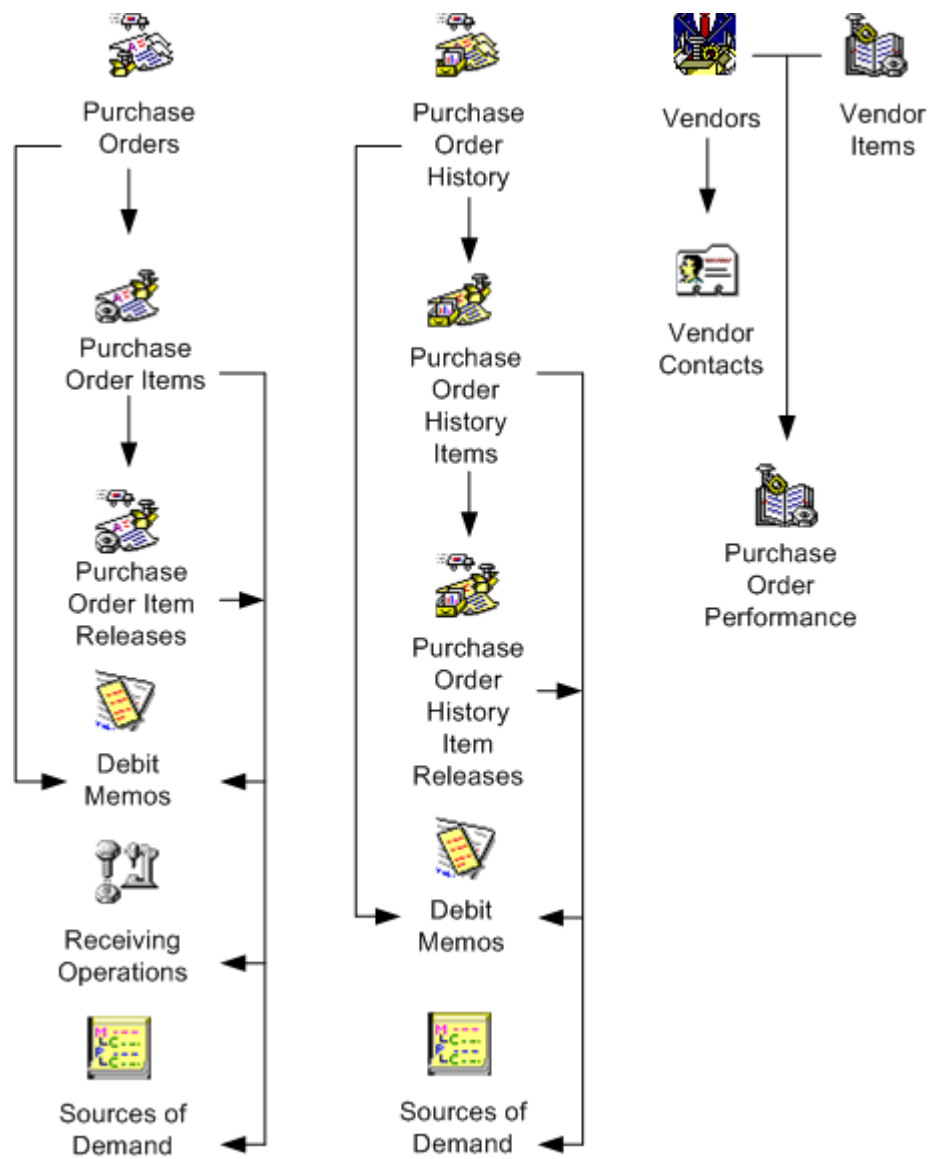 Purchase
Orders
Purchase
Order Items
Purchase
Order Item
Releases
Debit
Memos
Receiving
Operations
Sources of
Demand
Purchase
Order
History
Purchase
Order
History
Items
Purchase
Order
History
Item
Releases
Debit
Memos
Sources of
Demand
Vendors
Vendor
Items
Vendor
Contacts
Purchase
Order
Performance